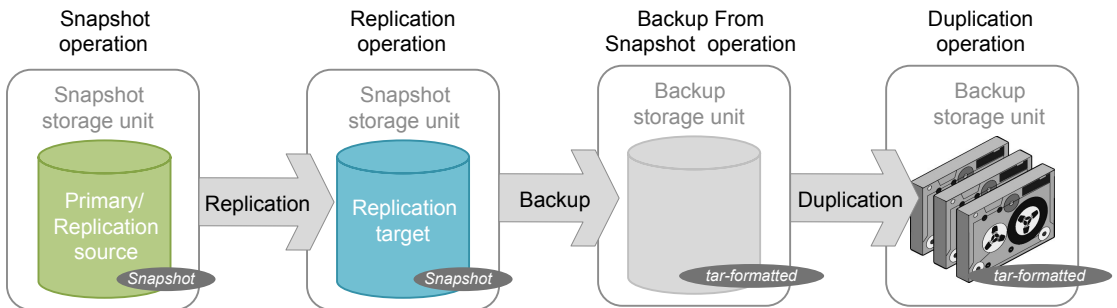 Snapshot
operation
Replication
operation
Backup From
Snapshot operation
Duplication
operation
Snapshot
storage unit
Snapshot
storage unit
Backup
storage unit
Backup
storage unit
Primary/
Replication
source
Replication
Replication
target
Backup
Duplication
Snapshot
Snapshot
tar-formatted
tar-formatted